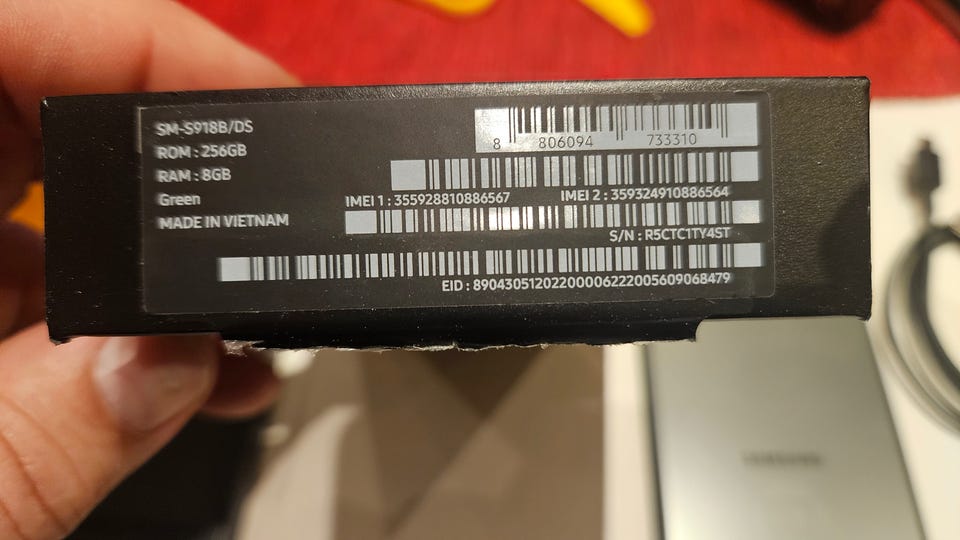 SM-S918B/DS
ROM : 256GB
RAM : 8GB
Green
MADE IN VIETNAM
8 806094 733310
IMEI 1 : 355928810886567 IMEI 2 : 359324910886564
S/N : R5CTC1TY4ST
EID : 89043051202200006222005609068479
SAMSUNG